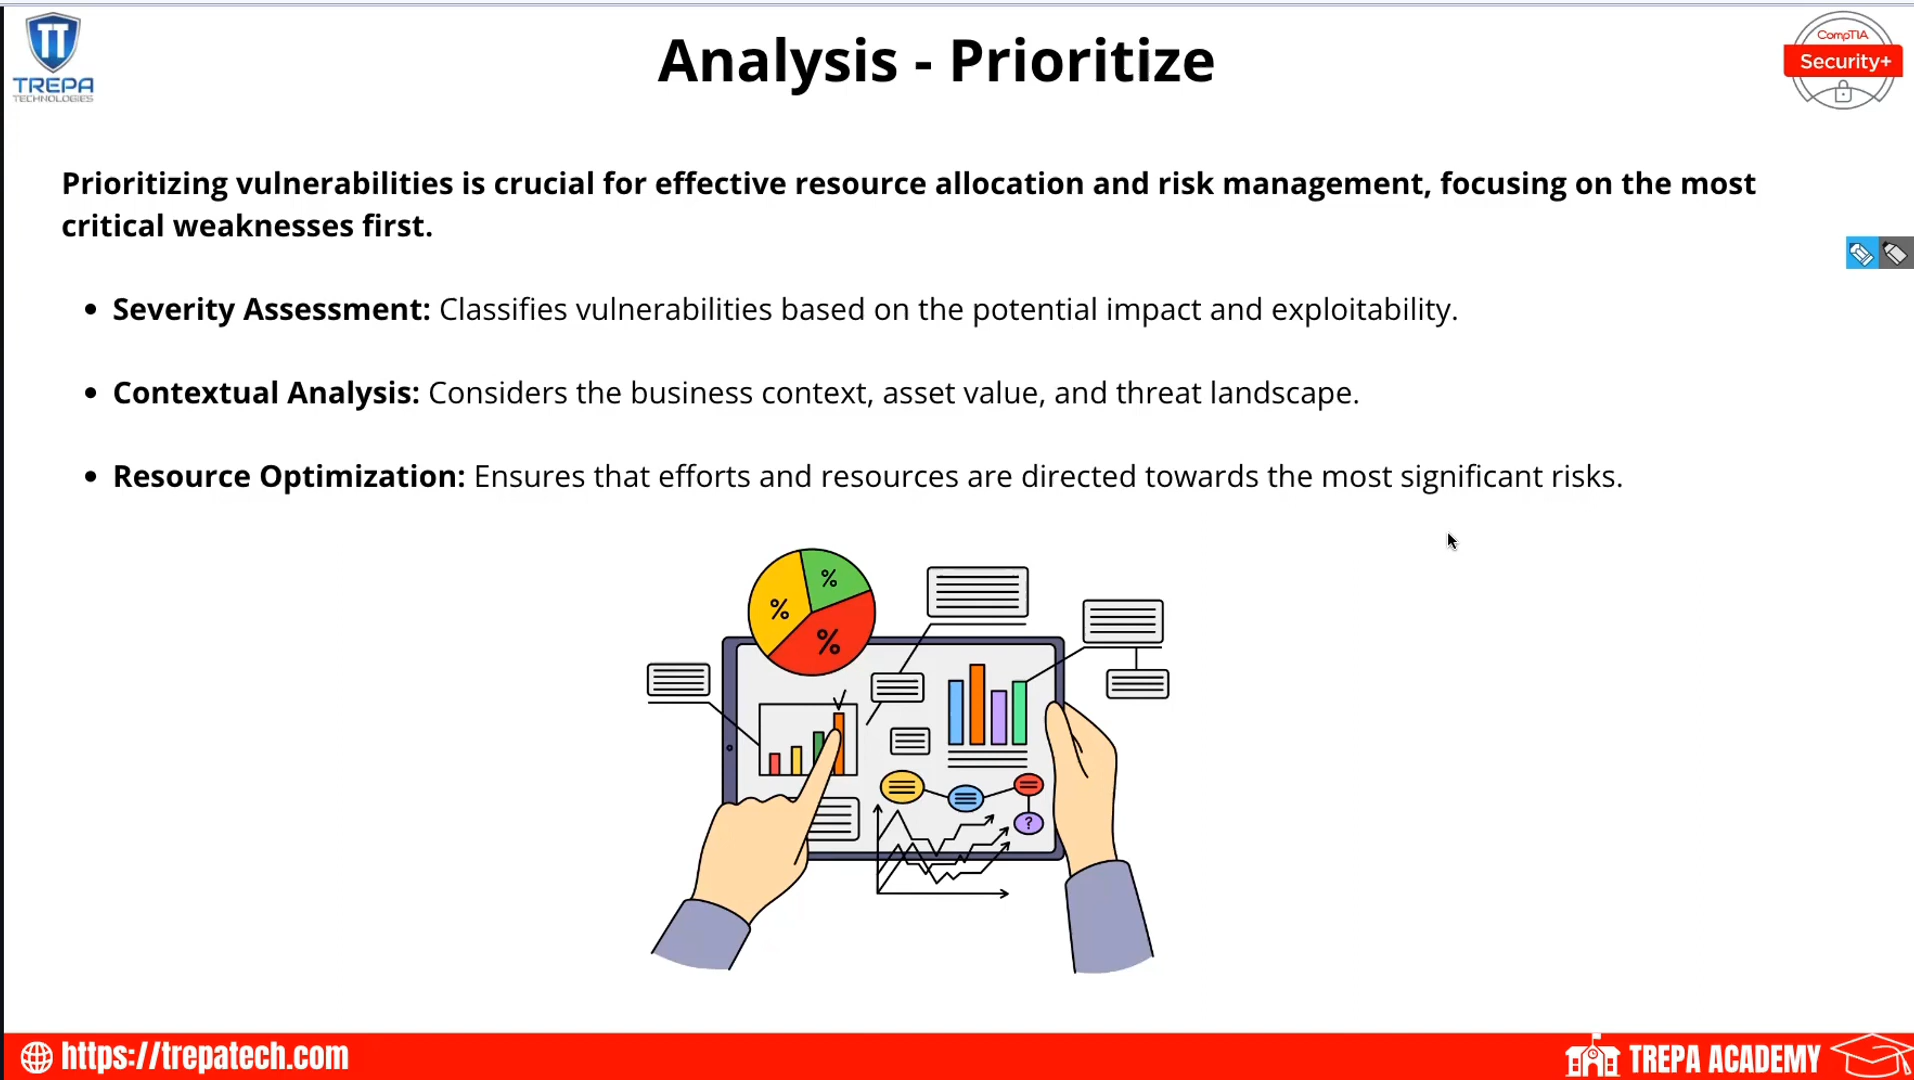 TREPA
TECHNOLOGIES
Analysis - Prioritize
CompTIA
Security+
Prioritizing vulnerabilities is crucial for effective resource allocation and risk management, focusing on the most
critical weaknesses first.
• Severity Assessment: Classifies vulnerabilities based on the potential impact and exploitability.
• Contextual Analysis: Considers the business context, asset value, and threat landscape.
• Resource Optimization: Ensures that efforts and resources are directed towards the most significant risks.
%
%
%
?
https://trepatech.com
TREPA ACADEMY